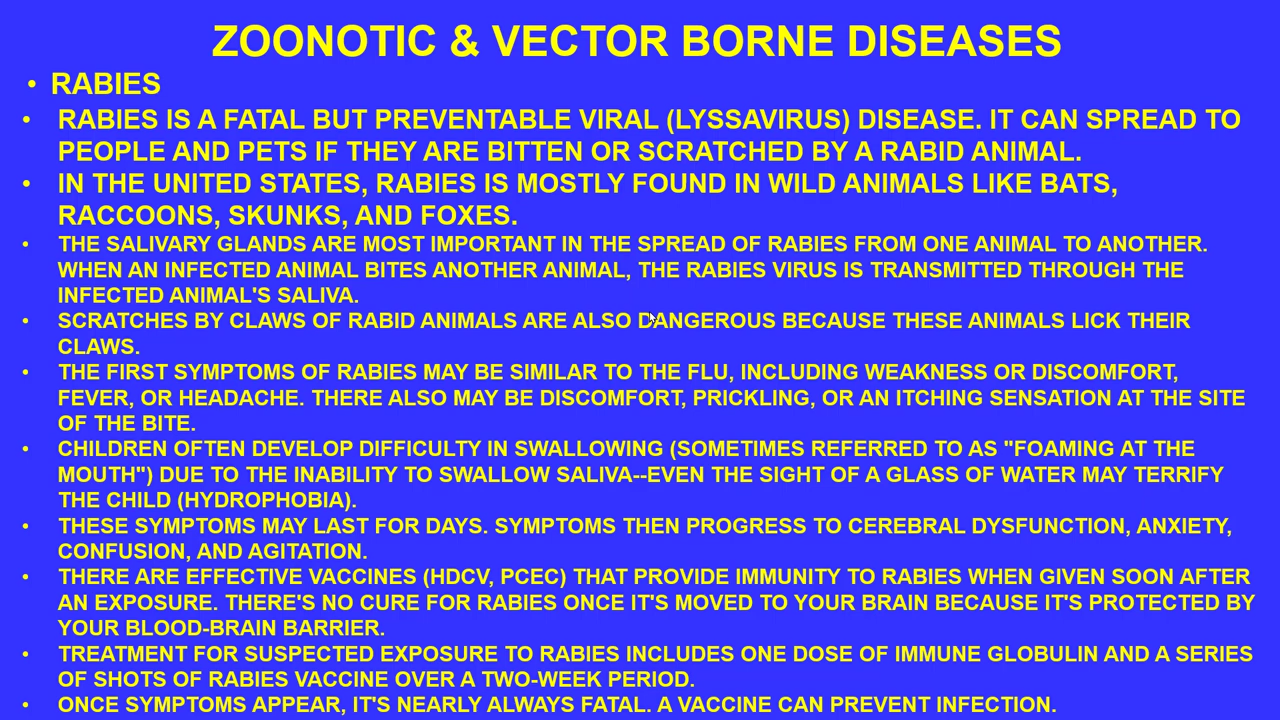 ZOONOTIC & VECTOR BORNE DISEASES
• RABIES
• RABIES IS A FATAL BUT PREVENTABLE VIRAL (LYSSAVIRUS) DISEASE. IT CAN SPREAD TO
PEOPLE AND PETS IF THEY ARE BITTEN OR SCRATCHED BY A RABID ANIMAL.
• IN THE UNITED STATES, RABIES IS MOSTLY FOUND IN WILD ANIMALS LIKE BATS,
RACCOONS, SKUNKS, AND FOXES.
• THE SALIVARY GLANDS ARE MOST IMPORTANT IN THE SPREAD OF RABIES FROM ONE ANIMAL TO ANOTHER.
WHEN AN INFECTED ANIMAL BITES ANOTHER ANIMAL, THE RABIES VIRUS IS TRANSMITTED THROUGH THE
INFECTED ANIMAL'S SALIVA.
• SCRATCHES BY CLAWS OF RABID ANIMALS ARE ALSO DANGEROUS BECAUSE THESE ANIMALS LICK THEIR
CLAWS.
• THE FIRST SYMPTOMS OF RABIES MAY BE SIMILAR TO THE FLU, INCLUDING WEAKNESS OR DISCOMFORT,
FEVER, OR HEADACHE. THERE ALSO MAY BE DISCOMFORT, PRICKLING, OR AN ITCHING SENSATION AT THE SITE
OF THE BITE.
• CHILDREN OFTEN DEVELOP DIFFICULTY IN SWALLOWING (SOMETIMES REFERRED TO AS "FOAMING AT THE
MOUTH") DUE TO THE INABILITY TO SWALLOW SALIVA--EVEN THE SIGHT OF A GLASS OF WATER MAY TERRIFY
THE CHILD (HYDROPHOBIA).
• THESE SYMPTOMS MAY LAST FOR DAYS. SYMPTOMS THEN PROGRESS TO CEREBRAL DYSFUNCTION, ANXIETY,
CONFUSION, AND AGITATION.
• THERE ARE EFFECTIVE VACCINES (HDCV, PCEC) THAT PROVIDE IMMUNITY TO RABIES WHEN GIVEN SOON AFTER
AN EXPOSURE. THERE'S NO CURE FOR RABIES ONCE IT'S MOVED TO YOUR BRAIN BECAUSE IT'S PROTECTED BY
YOUR BLOOD-BRAIN BARRIER.
• TREATMENT FOR SUSPECTED EXPOSURE TO RABIES INCLUDES ONE DOSE OF IMMUNE GLOBULIN AND A SERIES
OF SHOTS OF RABIES VACCINE OVER A TWO-WEEK PERIOD.
• ONCE SYMPTOMS APPEAR, IT'S NEARLY ALWAYS FATAL. A VACCINE CAN PREVENT INFECTION.